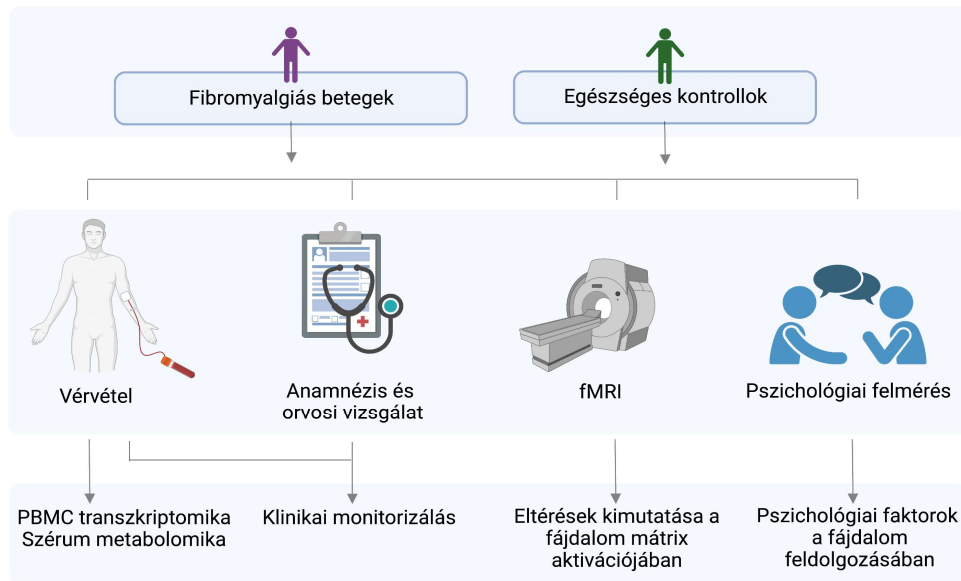 Fibromyalgiás betegek
Egészséges kontrollok
Vérvétel
Anamnézis és
orvosi vizsgálat
fMRI
Pszichológiai felmérés
PBMC transzkriptomika
Szérum metabolomika
Klinikai monitorizálás
Eltérések kimutatása a
fájdalom mátrix
aktivációjában
Pszichológiai faktorok
a fájdalom
feldolgozásában